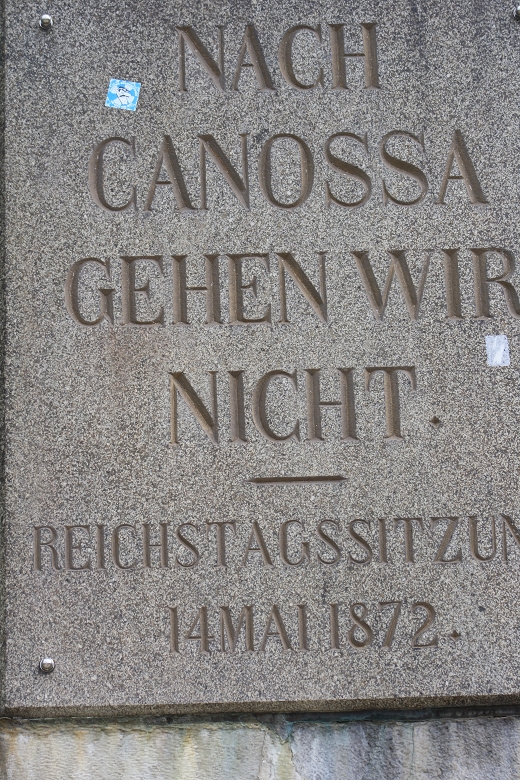 NACH
CANOSSA
GEHEN WIR
NICHT.
REICHSTAGSSITZUN
14 MAI 1872.